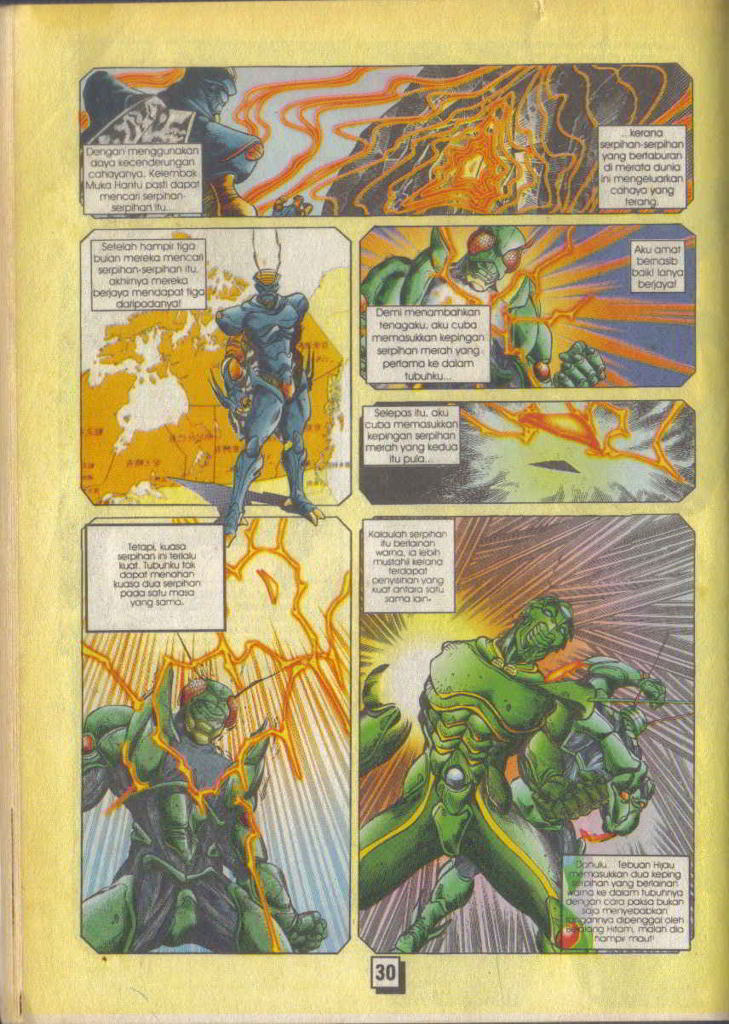 Dengan menggunakan
daya kecenderungan
cahayanya. Kelembak
Muka Hantu pasti dapat
mencari serpihan-
serpihan itu...
... kerana
serpihan-serpihan
yang bertaburan
di merata dunia
ini mengeluarkan
cahaya yang
terang.
Setelah hampir tiga
bulan mereka mencari
serpihan-serpihan itu,
akhirnya mereka
berjaya mendapat tiga
daripadanya!
Aku amat
bernasib
baik! Ianya
berjaya!
Demi menambahkan
tenagaku, aku cuba
memasukkan kepingan
serpihan merah yang
pertama ke dalam
tubuhku...
Selepas itu, aku
cuba memasukkan
kepingan serpihan
merah yang kedua
itu pula...
Tetapi, kuasa
serpihan ini terlalu
kuat. Tubuhku tak
dapat menahan
kuasa dua serpihan
pada satu masa
yang sama.
Kalaulah serpihan
itu berlainan
warna, ia lebih
mustahil kerana
terdapat
penyisihan yang
kuat antara satu
sama lain.
Dahulu... Tebuan Hijau
memasukkan dua keping
serpihan yang berlainan
warna ke dalam tubuhnya
dengan cara paksa bukan
saja menyebabkan
tangannya dipenggal oleh
Belalang Hitam, malah dia
hampir maut!
30